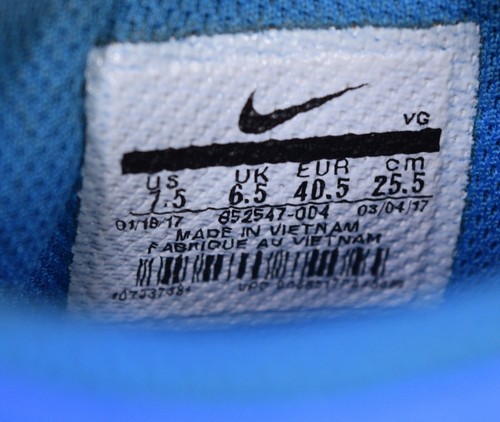 VG
US UK EUR cm
7.5 6.5 40.5 25.5
01/18/17 852547-004 03/04/17
MADE IN VIETNAM
FABRIQUE AU VIETNAM